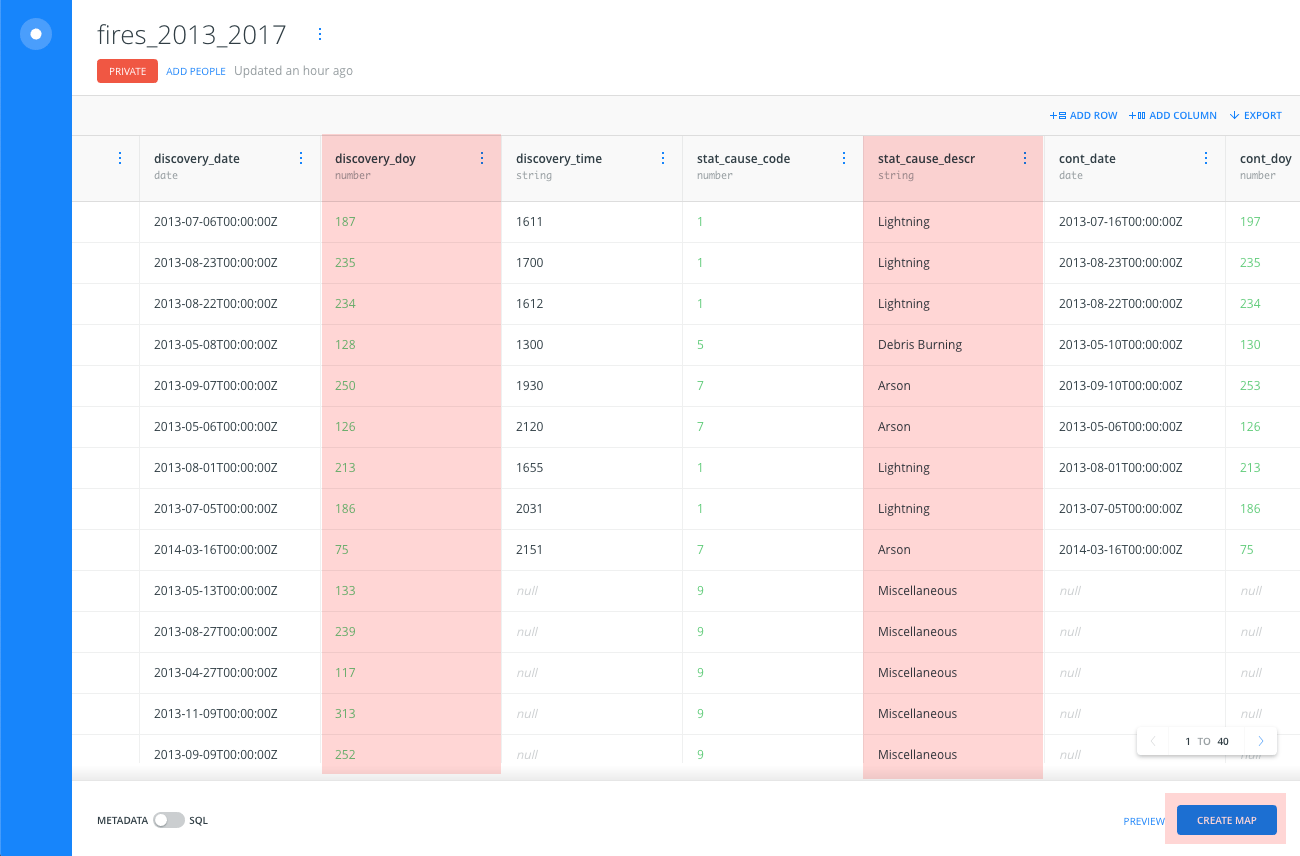 fires_2013_2017
PRIVATE ADD PEOPLE Updated an hour ago
ADD ROW ADD COLUMN EXPORT
discovery_date discovery_doy discovery_time stat_cause_code stat_cause_descr cont_date cont_doy
date number string number string date number
2013-07-06T00:00:00Z 187 1611 1 Lightning 2013-07-16T00:00:00Z 197
2013-08-23T00:00:00Z 235 1700 1 Lightning 2013-08-23T00:00:00Z 235
2013-08-22T00:00:00Z 234 1612 1 Lightning 2013-08-22T00:00:00Z 234
2013-05-08T00:00:00Z 128 1300 5 Debris Burning 2013-05-10T00:00:00Z 130
2013-09-07T00:00:00Z 250 1930 7 Arson 2013-09-10T00:00:00Z 253
2013-05-06T00:00:00Z 126 2120 7 Arson 2013-05-06T00:00:00Z 126
2013-08-01T00:00:00Z 213 1655 1 Lightning 2013-08-01T00:00:00Z 213
2013-07-05T00:00:00Z 186 2031 1 Lightning 2013-07-05T00:00:00Z 186
2014-03-16T00:00:00Z 75 2151 7 Arson 2014-03-16T00:00:00Z 75
2013-05-13T00:00:00Z 133 null 9 Miscellaneous null null
2013-08-27T00:00:00Z 239 null 9 Miscellaneous null null
2013-04-27T00:00:00Z 117 null 9 Miscellaneous null null
2013-11-09T00:00:00Z 313 null 9 Miscellaneous null null
1 TO 40
2013-09-09T00:00:00Z 252 null 9 Miscellaneous null null
METADATA SQL PREVIEW CREATE MAP